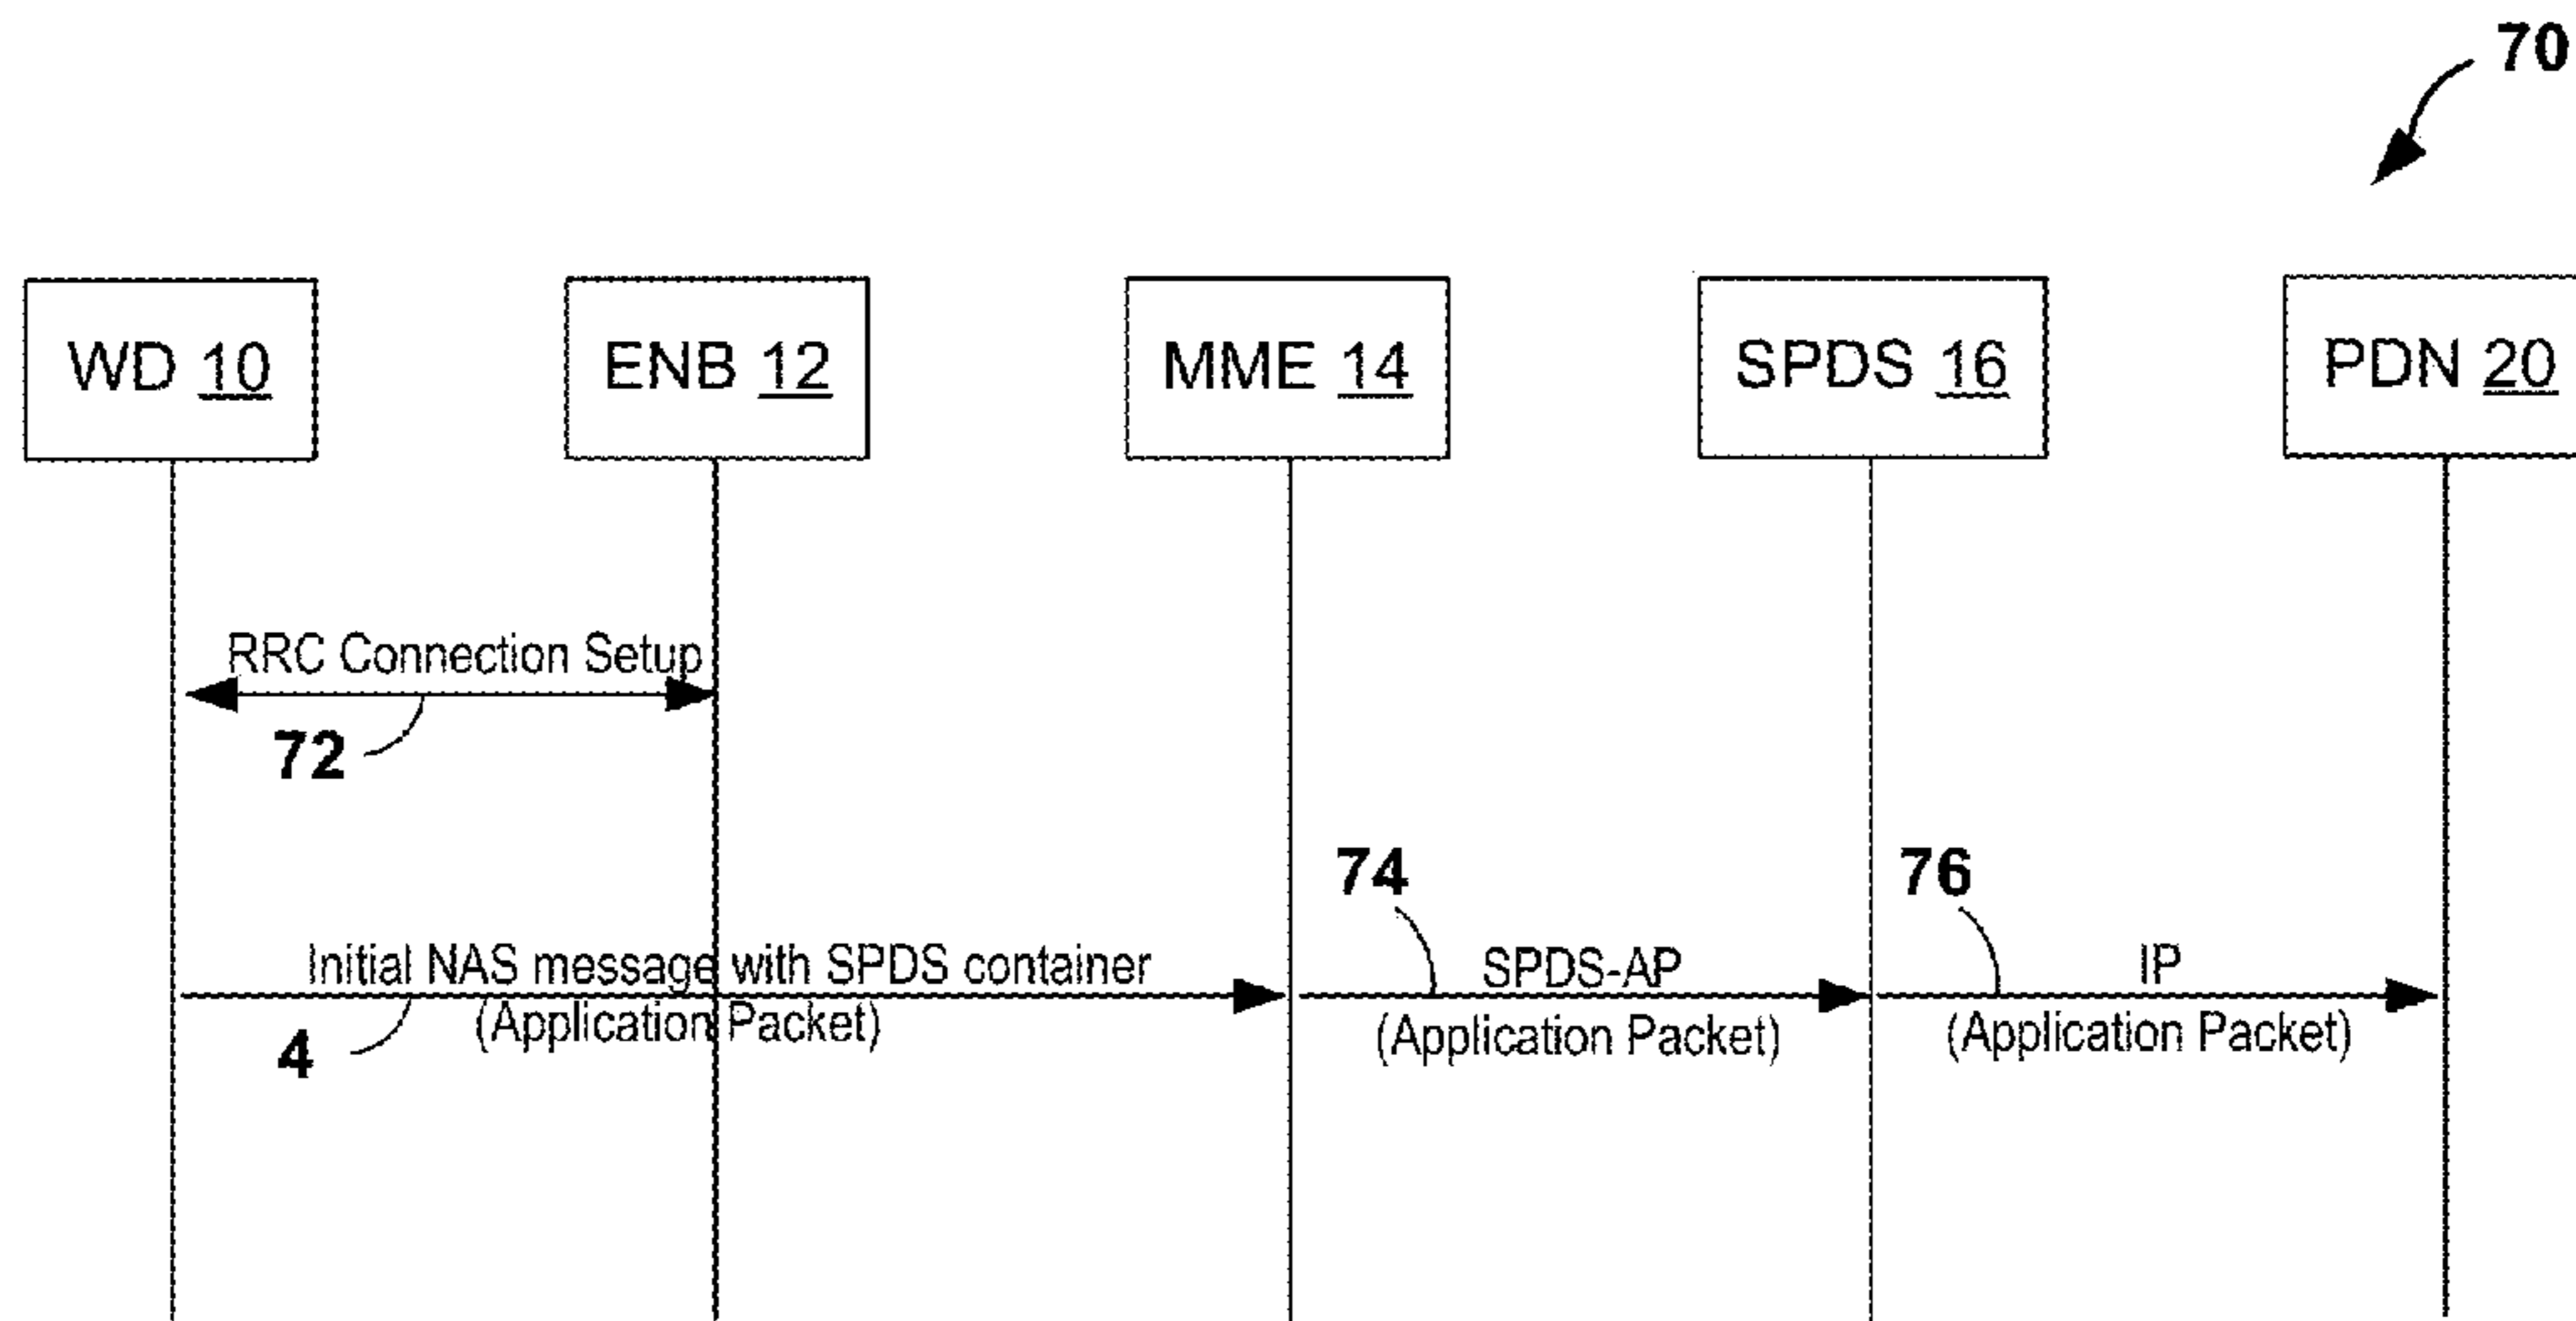 70
WD 10
ENB 12
MME 14
SPDS 16
PDN 20
RRC Connection Setup
72
74
76
Initial NAS message with SPDS container
(Application Packet)
4
SPDS-AP
(Application Packet)
IP
(Application Packet)